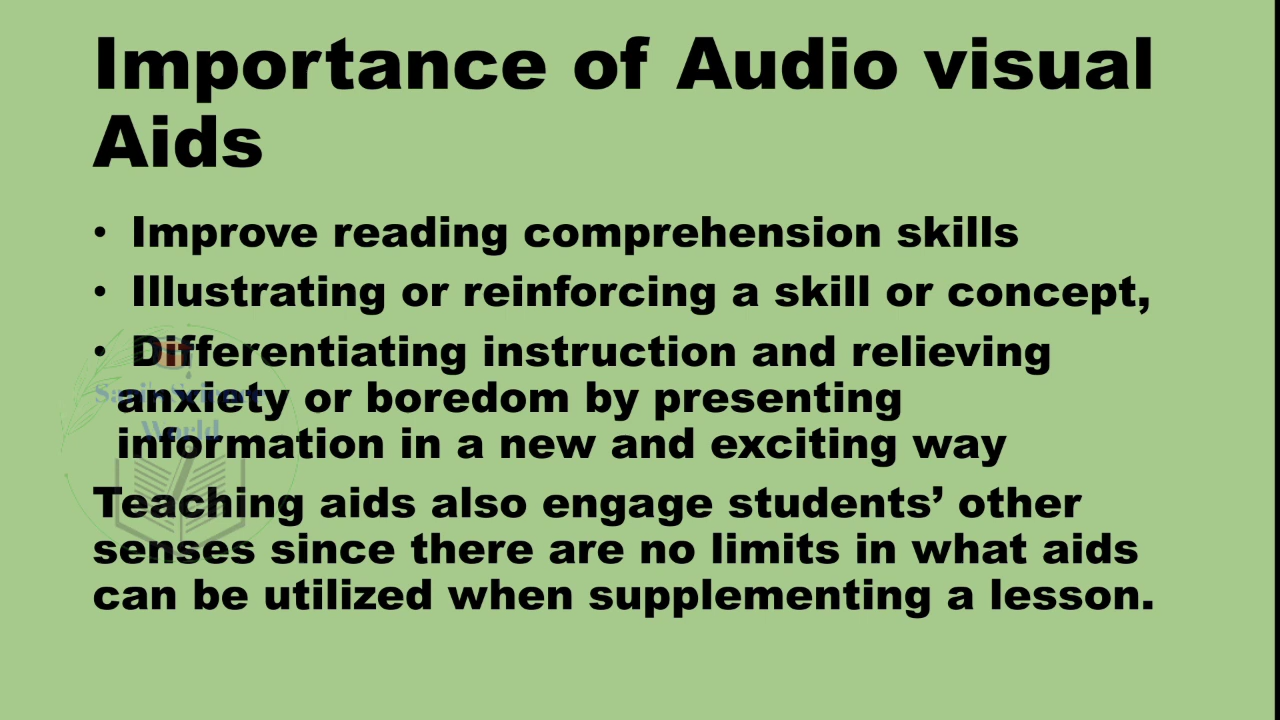 Importance of Audio visual
Aids
• Improve reading comprehension skills
• Illustrating or reinforcing a skill or concept,
• Differentiating instruction and relieving
anxiety or boredom by presenting
information in a new and exciting way
Teaching aids also engage students’ other
senses since there are no limits in what aids
can be utilized when supplementing a lesson.
World